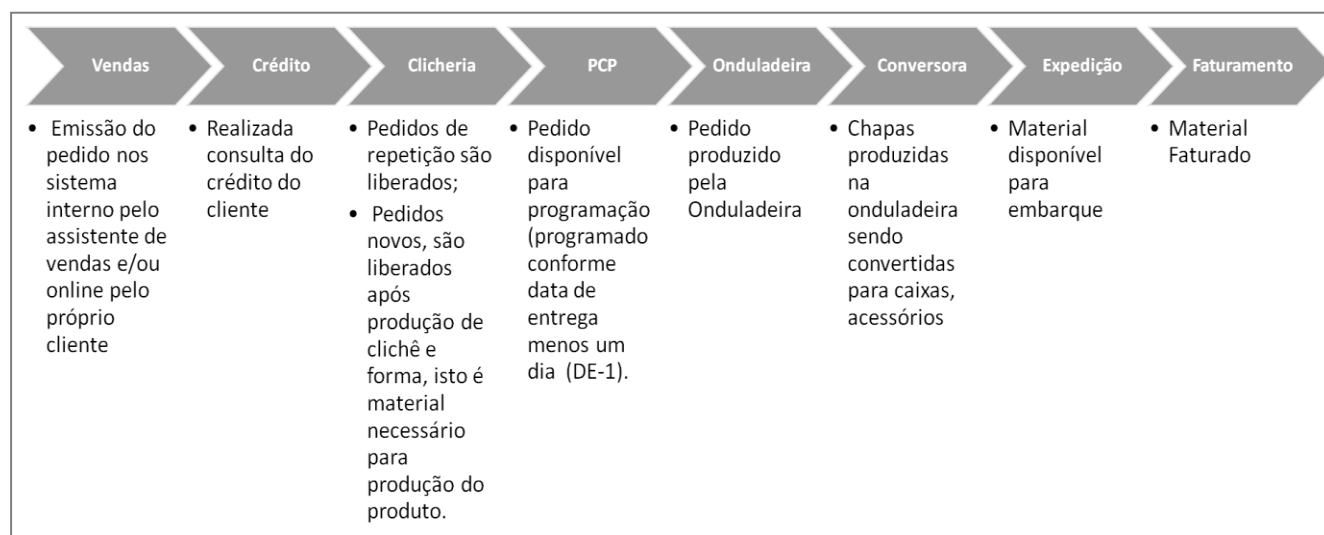 Vendas
Crédito
Clicheria
PCP
Onduladeira
Conversora
Expedição
Faturamento
• Emissão do
pedido nos
sistema
interno pelo
assistente de
vendas e/ou
online pelo
próprio
cliente
• Realizada
consulta do
crédito do
cliente
• Pedidos de
repetição são
liberados;
• Pedidos
novos, são
liberados
após
produção de
clichê e
forma, isto é
material
necessário
para
produção do
produto.
• Pedido
disponível
para
programação
(programado
conforme
data de
entrega
menos um
dia (DE-1).
• Pedido
produzido
pela
Onduladeira
• Chapas
produzidas
na
onduladeira
sendo
convertidas
para caixas,
acessórios
• Material
disponível
para
embarque
• Material
Faturado